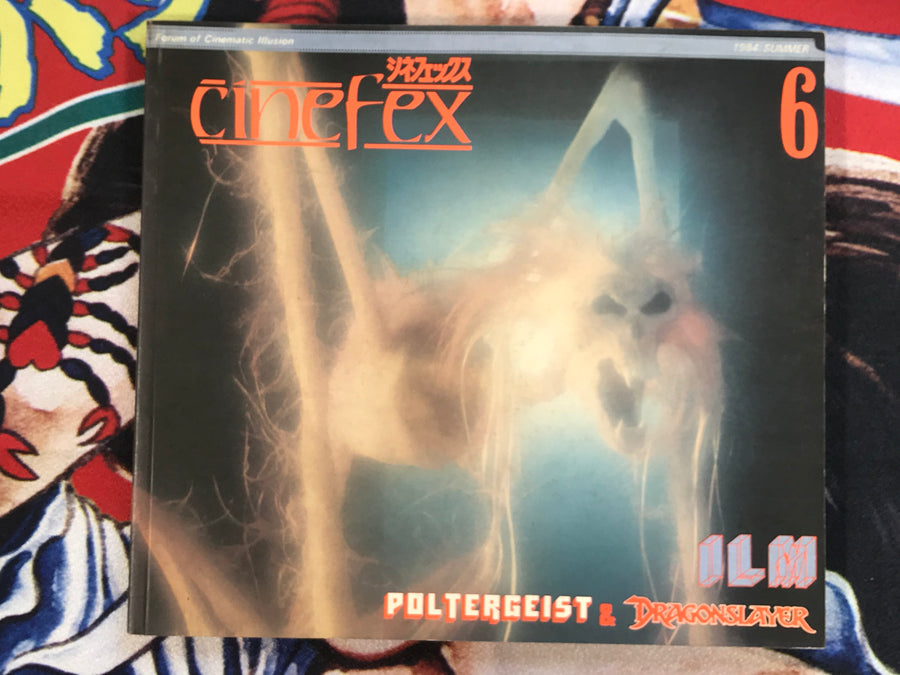 Forum of Cinematic Illusion
1984: SUMMER
シネフェックス
cinefex
6
ILM
POLTERGEIST & DRAGONSLAYER